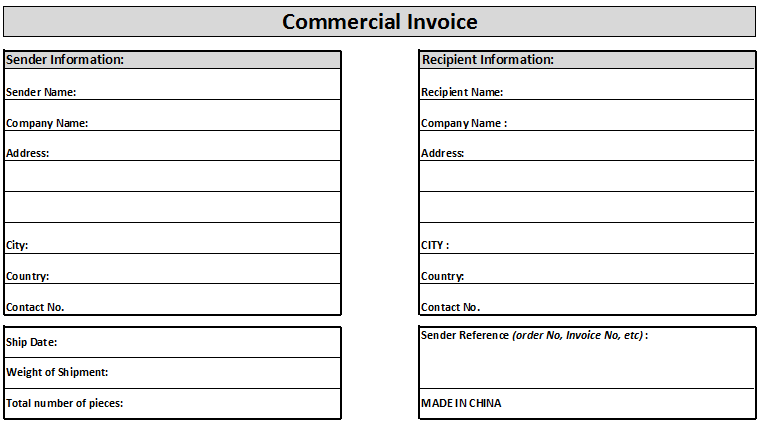 Commercial Invoice
Sender Information:
Sender Name:
Company Name:
Address:
City:
Country:
Contact No.
Recipient Information:
Recipient Name:
Company Name :
Address:
CITY :
Country:
Contact No.
Ship Date:
Weight of Shipment:
Total number of pieces:
Sender Reference (order No, Invoice No, etc) :
MADE IN CHINA